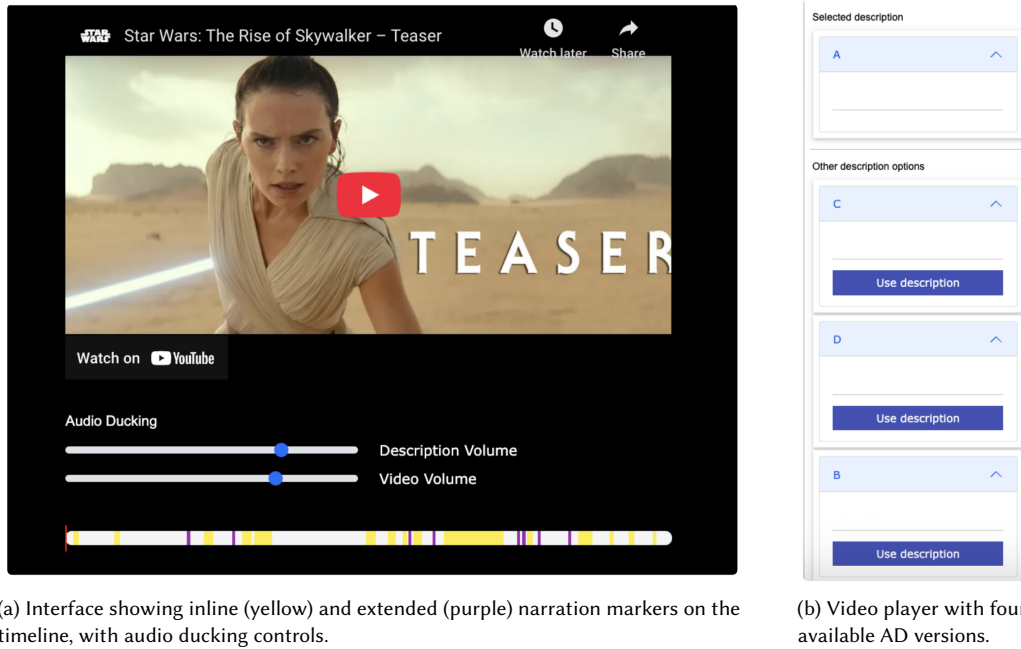 STAR WARS
Star Wars: The Rise of Skywalker – Teaser
Watch later
Share
TEASER
Watch on YouTube
Audio Ducking
Description Volume
Video Volume
(a) Interface showing inline (yellow) and extended (purple) narration markers on the
timeline, with audio ducking controls.
Selected description
A
Other description options
C
Use description
D
Use description
B
Use description
(b) Video player with four
available AD versions.